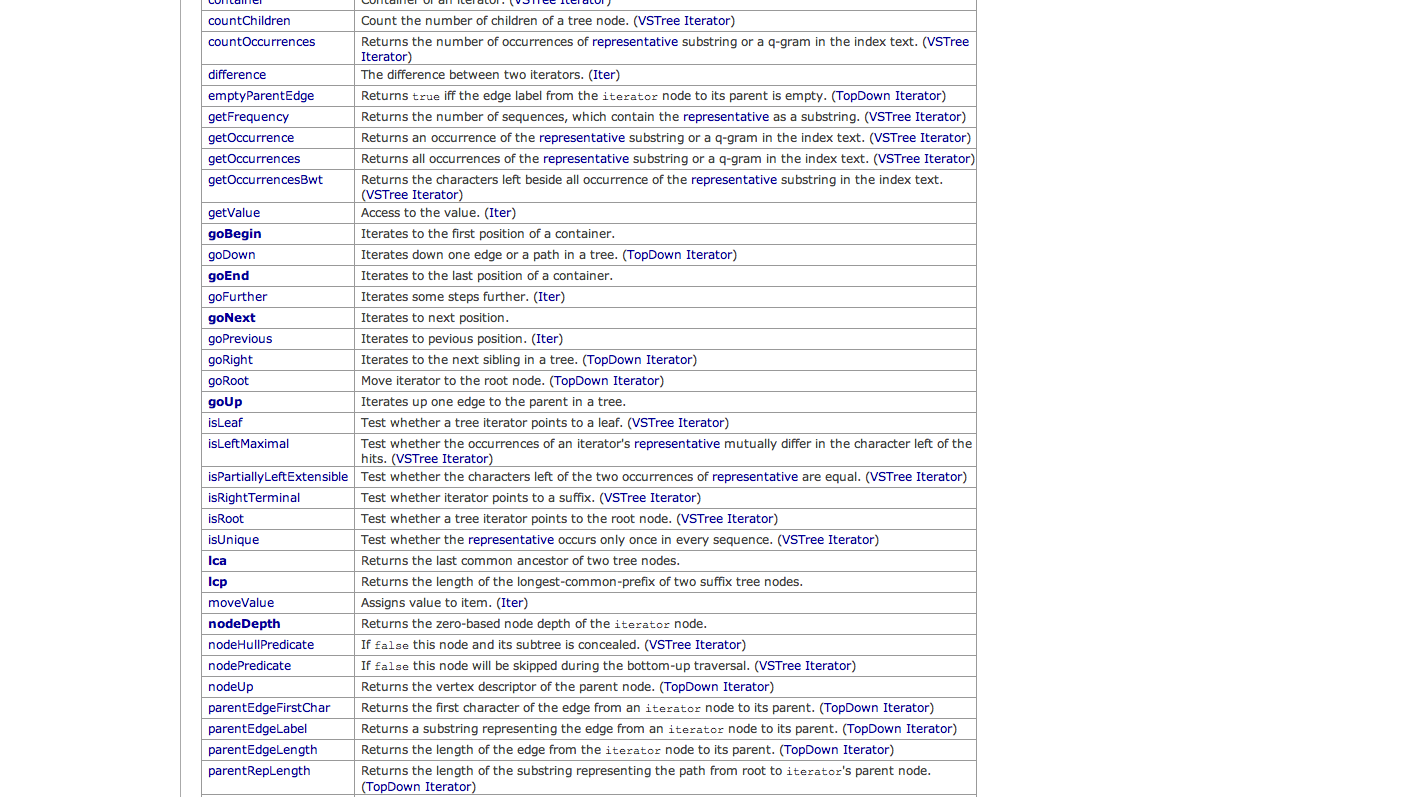 container Container of an iterator. (VSTree Iterator)
countChildren Count the number of children of a tree node. (VSTree Iterator)
countOccurrences Returns the number of occurrences of representative substring or a q-gram in the index text. (VSTree
Iterator)
difference The difference between two iterators. (Iter)
emptyParentEdge Returns true iff the edge label from the iterator node to its parent is empty. (TopDown Iterator)
getFrequency Returns the number of sequences, which contain the representative as a substring. (VSTree Iterator)
getOccurrence Returns an occurrence of the representative substring or a q-gram in the index text. (VSTree Iterator)
getOccurrences Returns all occurrences of the representative substring or a q-gram in the index text. (VSTree Iterator)
getOccurrencesBwt Returns the characters left beside all occurrence of the representative substring in the index text.
(VSTree Iterator)
getValue Access to the value. (Iter)
goBegin Iterates to the first position of a container.
goDown Iterates down one edge or a path in a tree. (TopDown Iterator)
goEnd Iterates to the last position of a container.
goFurther Iterates some steps further. (Iter)
goNext Iterates to next position.
goPrevious Iterates to pevious position. (Iter)
goRight Iterates to the next sibling in a tree. (TopDown Iterator)
goRoot Move iterator to the root node. (TopDown Iterator)
goUp Iterates up one edge to the parent in a tree.
isLeaf Test whether a tree iterator points to a leaf. (VSTree Iterator)
isLeftMaximal Test whether the occurrences of an iterator's representative mutually differ in the character left of the
hits. (VSTree Iterator)
isPartiallyLeftExtensible Test whether the characters left of the two occurrences of representative are equal. (VSTree Iterator)
isRightTerminal Test whether iterator points to a suffix. (VSTree Iterator)
isRoot Test whether a tree iterator points to the root node. (VSTree Iterator)
isUnique Test whether the representative occurs only once in every sequence. (VSTree Iterator)
lca Returns the last common ancestor of two tree nodes.
lcp Returns the length of the longest-common-prefix of two suffix tree nodes.
moveValue Assigns value to item. (Iter)
nodeDepth Returns the zero-based node depth of the iterator node.
nodeHullPredicate If false this node and its subtree is concealed. (VSTree Iterator)
nodePredicate If false this node will be skipped during the bottom-up traversal. (VSTree Iterator)
nodeUp Returns the vertex descriptor of the parent node. (TopDown Iterator)
parentEdgeFirstChar Returns the first character of the edge from an iterator node to its parent. (TopDown Iterator)
parentEdgeLabel Returns a substring representing the edge from an iterator node to its parent. (TopDown Iterator)
parentEdgeLength Returns the length of the edge from the iterator node to its parent. (TopDown Iterator)
parentRepLength Returns the length of the substring representing the path from root to iterator's parent node.
(TopDown Iterator)